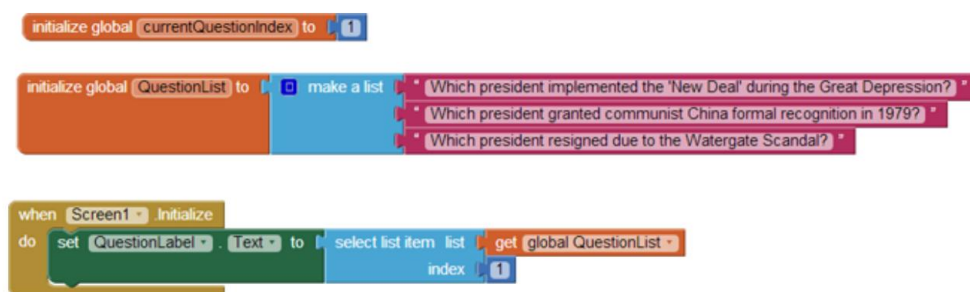 initialize global currentQuestionIndex to 1
initialize global QuestionList to make a list " Which president implemented the 'New Deal' during the Great Depression? "
" Which president granted communist China formal recognition in 1979? "
" Which president resigned due to the Watergate Scandal? "
when Screen1 .Initialize
do set QuestionLabel . Text to select list item list get global QuestionList
index 1